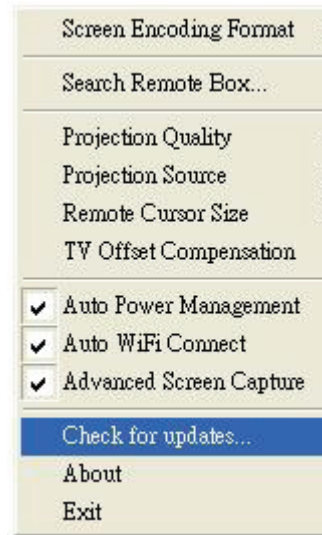 Screen Encoding Format
Search Remote Box...
Projection Quality
Projection Source
Remote Cursor Size
TV Offset Compensation
Auto Power Management
Auto WiFi Connect
Advanced Screen Capture
Check for updates...
About
Exit